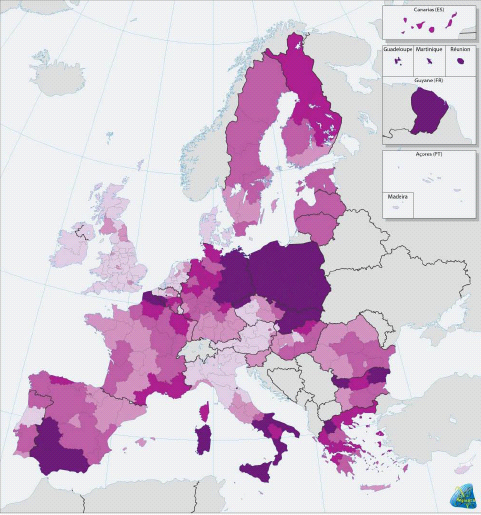 Canarias (ES)
Guadeloupe Martinique Réunion
Guyane (FR)
Açores (PT)
Madeira